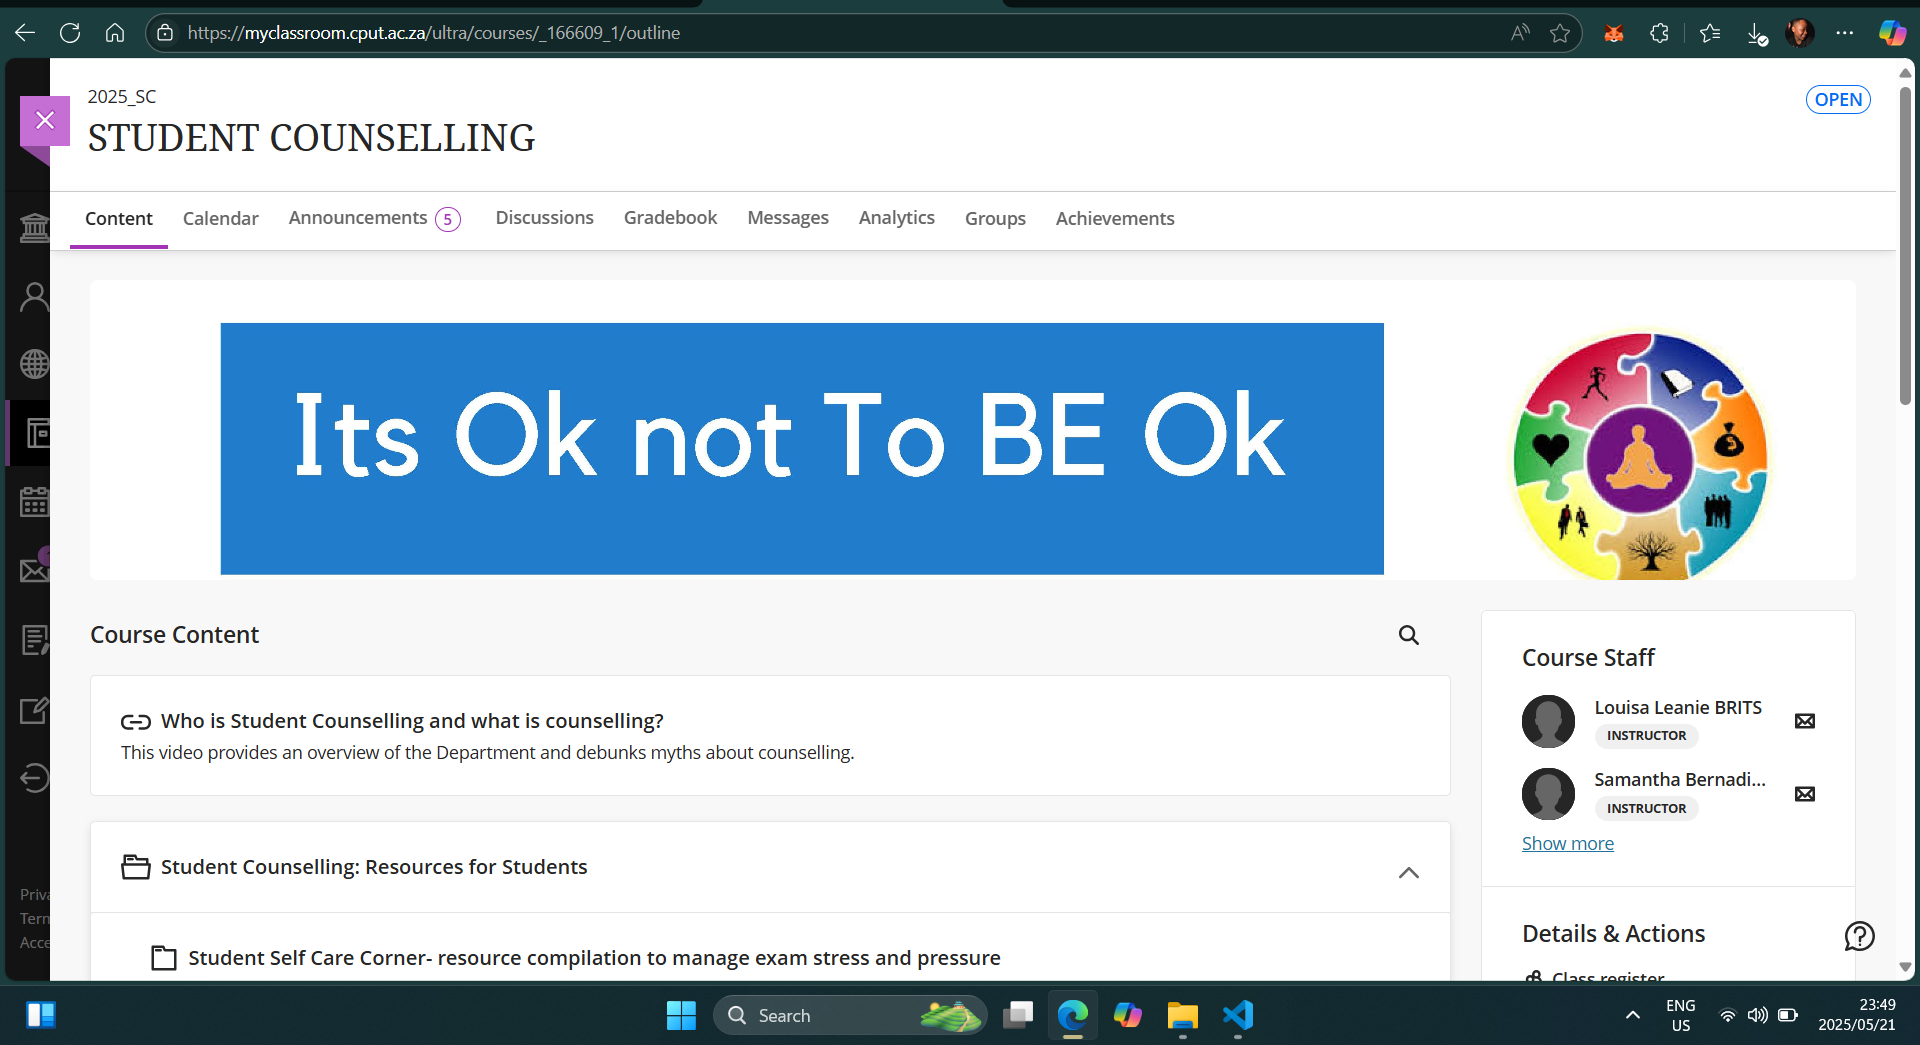 https://myclassroom.cput.ac.za/ultra/courses/_166609_1/outline
2025_SC
OPEN
STUDENT COUNSELLING
Content Calendar Announcements 5 Discussions Gradebook Messages Analytics Groups Achievements
Its Ok not To BE Ok
Course Content
Who is Student Counselling and what is counselling?
This video provides an overview of the Department and debunks myths about counselling.
Student Counselling: Resources for Students
Student Self Care Corner- resource compilation to manage exam stress and pressure
Course Staff
Louisa Leanie BRITS
INSTRUCTOR
Samantha Bernadi...
INSTRUCTOR
Show more
Details & Actions
Class register
Priva
Term
Acce
Search
ENG
US
23:49
2025/05/21